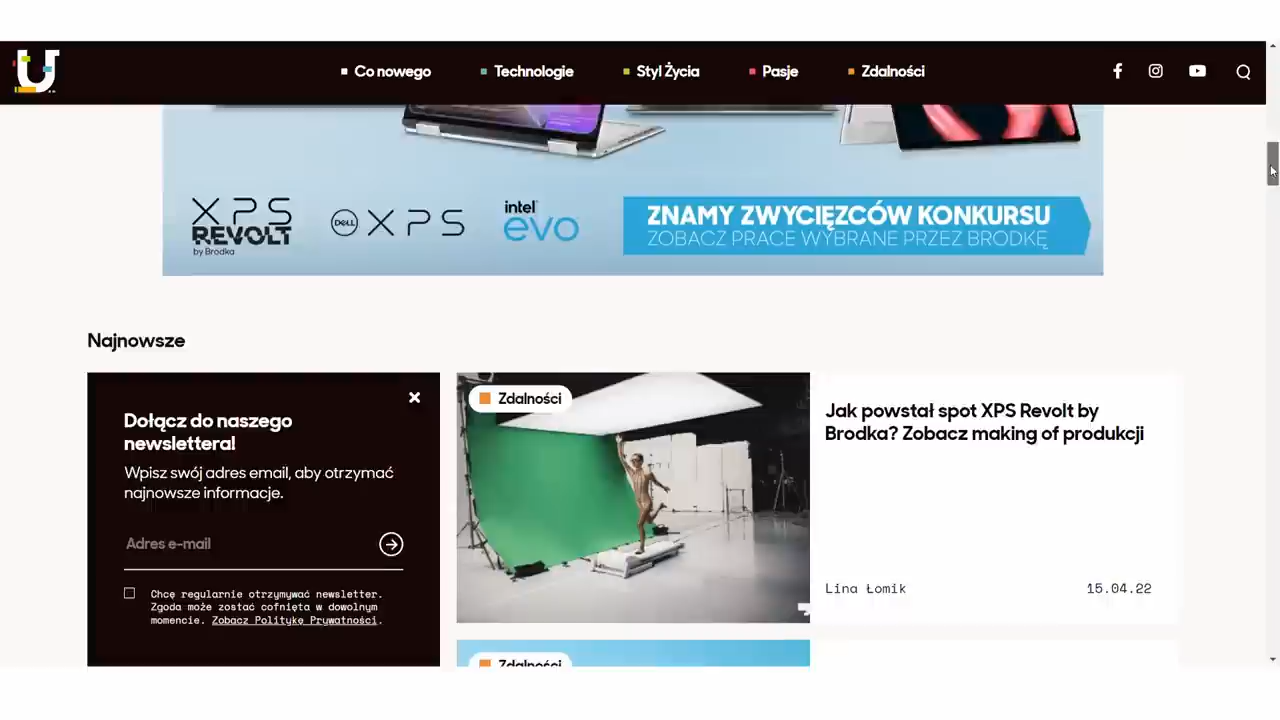 U
Co nowego
Technologie
Styl Życia
Pasje
Zdalności
XPS
REVOLT
by Brodka
DELL XPS
intel
evo
ZNAMY ZWYCIĘZCÓW KONKURSU
ZOBACZ PRACE WYBRANE PRZEZ BRODKĘ
Najnowsze
Dołącz do naszego
newslettera!
Wpisz swój adres email, aby otrzymać
najnowsze informacje.
Adres e-mail
Chcę regularnie otrzymywać newsletter.
Zgoda może zostać cofnięta w dowolnym
momencie. Zobacz Politykę Prywatności.
Zdalności
Jak powstał spot XPS Revolt by
Brodka? Zobacz making of produkcji
Lina Łomik
15.04.22
Zdalności